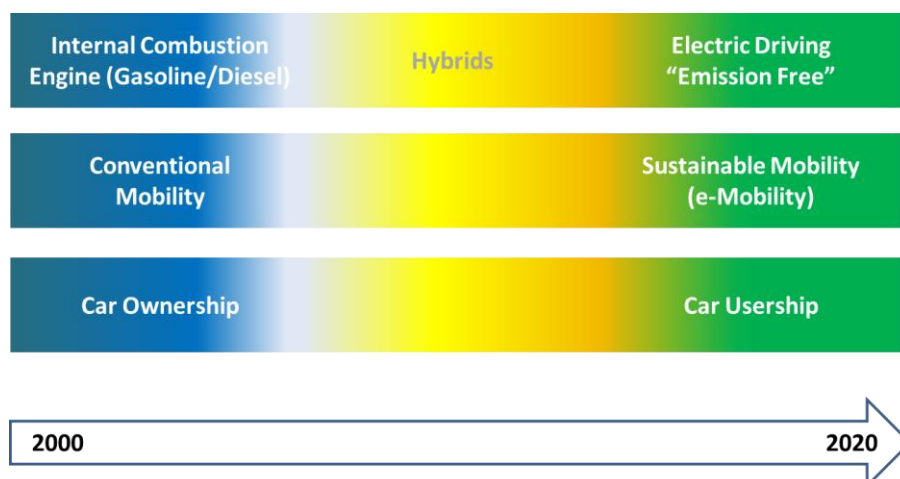 Internal Combustion
Engine (Gasoline/Diesel)
Hybrids
Electric Driving
“Emission Free”
Conventional
Mobility
Sustainable Mobility
(e-Mobility)
Car Ownership
Car Usership
2000
2020